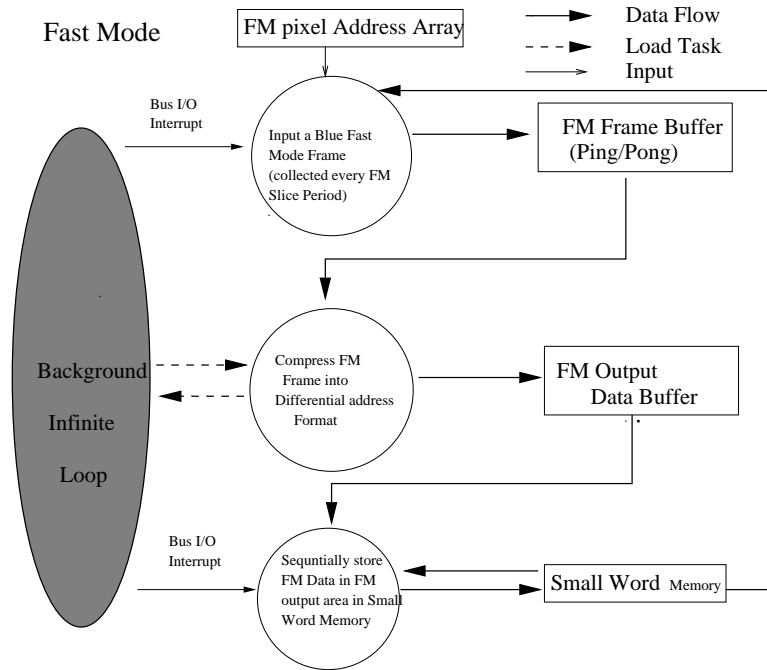 Fast Mode
FM pixel Address Array
Data Flow
Load Task
Input
Bus I/O
Interrupt
Input a Blue Fast
Mode Frame
(collected every FM
Slice Period)
FM Frame Buffer
(Ping/Pong)
Background
Infinite
Loop
Compress FM
Frame into
Differential address
Format
FM Output
Data Buffer
Bus I/O
Interrupt
Sequntially store
FM Data in FM
output area in Small
Word Memory
Small Word Memory